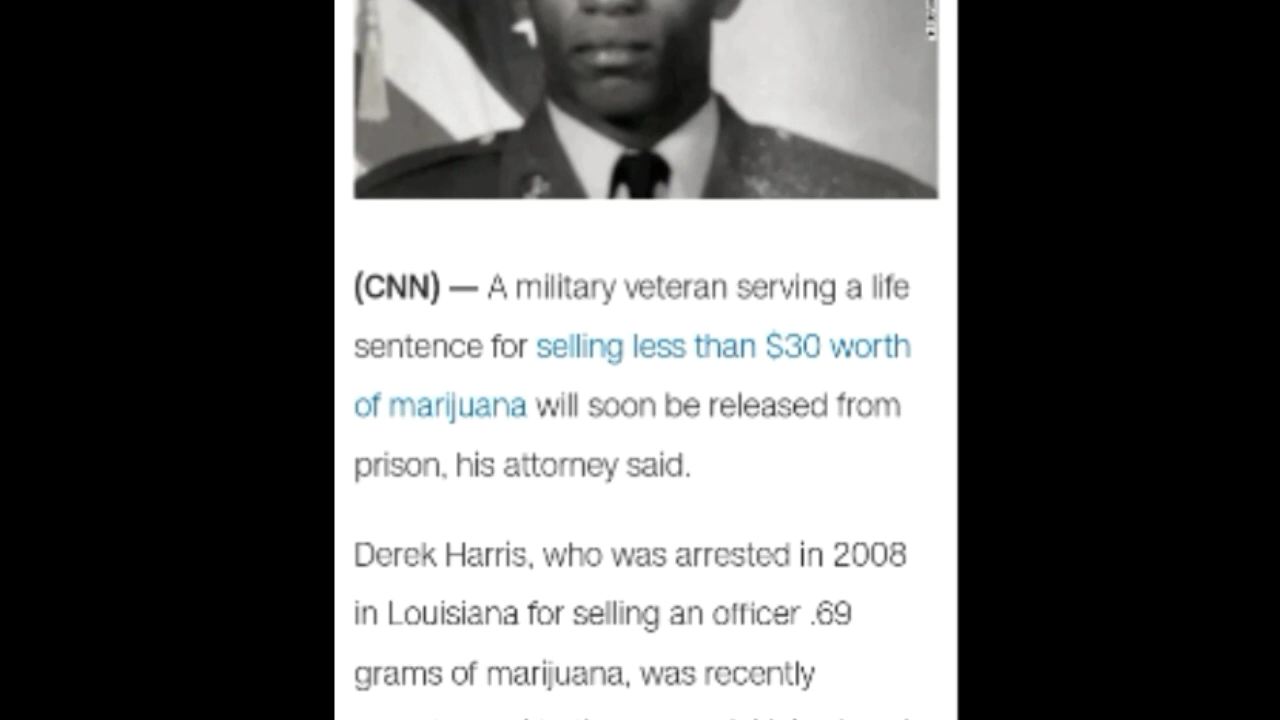 (CNN) — A military veteran serving a life
sentence for selling less than $30 worth
of marijuana will soon be released from
prison, his attorney said.
Derek Harris, who was arrested in 2008
in Louisiana for selling an officer .69
grams of marijuana, was recently